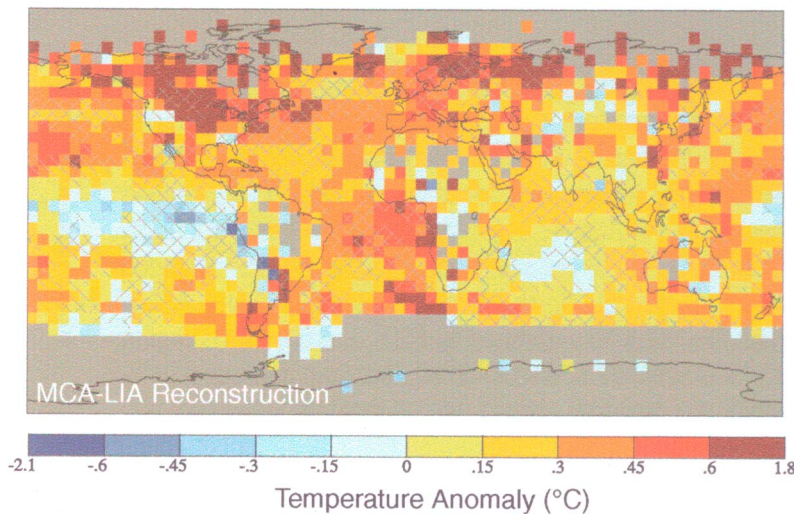 MCA-LIA Reconstruction
-2.1 -.6 -.45 -.3 -.15 0 .15 .3 .45 .6 1.8
Temperature Anomaly (°C)